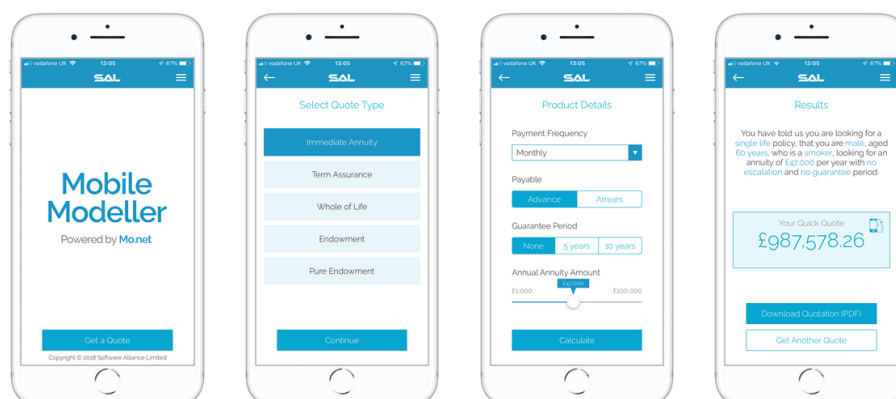 vodafone UK 13:05 67%
SAL
Mobile
Modeller
Powered by Mo.net
Get a Quote
Copyright © 2018 Software Alliance Limited
vodafone UK 13:05 67%
SAL
Select Quote Type
Immediate Annuity
Term Assurance
Whole of Life
Endowment
Pure Endowment
Continue
vodafone UK 13:05 67%
SAL
Product Details
Payment Frequency
Monthly
Payable
Advance Arrears
Guarantee Period
None 5 years 10 years
Annual Annuity Amount
£47,000
£1,000 £100,000
Calculate
vodafone UK 13:05 67%
SAL
Results
You have told us you are looking for a
single life policy, that you are male, aged
60 years, who is a smoker, looking for an
annuity of £47,000 per year with no
escalation and no guarantee period.
Your Quick Quote
£987,578.26
Download Quotation (PDF)
Get Another Quote